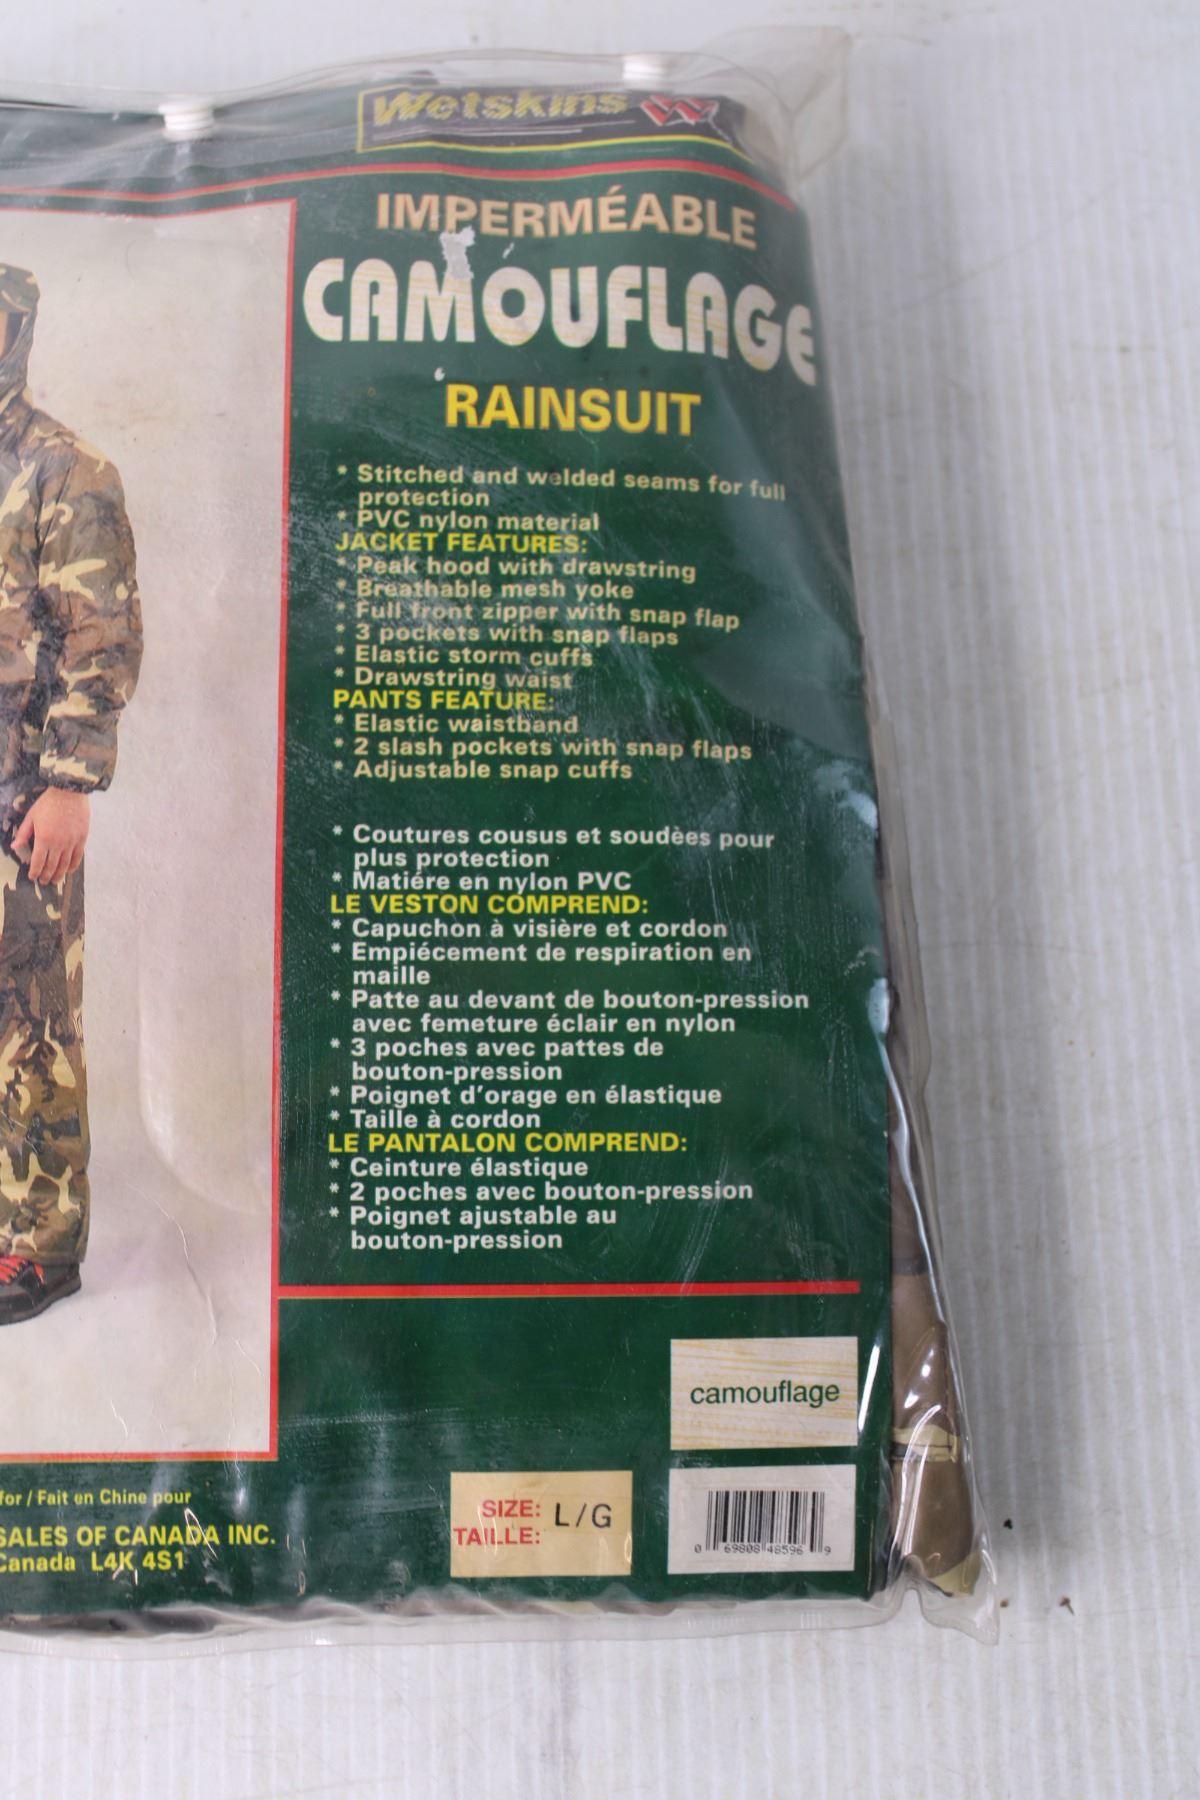 Wetskins
IMPERMÉABLE
CAMOUFLAGE
RAINSUIT
* Stitched and welded seams for full
protection
* PVC nylon material
JACKET FEATURES:
* Peak hood with drawstring
* Breathable mesh yoke
* Full front zipper with snap flap
* 3 pockets with snap flaps
* Elastic storm cuffs
* Drawstring waist
PANTS FEATURE:
* Elastic waistband
* 2 slash pockets with snap flaps
* Adjustable snap cuffs
* Coutures cousus et soudèes pour
plus protection
* Matiére en nylon PVC
LE VESTON COMPREND:
* Capuchon à visière et cordon
* Empiécement de respiration en
maille
* Patte au devant de bouton-pression
avec femeture éclair en nylon
* 3 poches avec pattes de
bouton-pression
* Poignet d'orage en élastique
* Taille à cordon
LE PANTALON COMPREND:
* Ceinture élastique
* 2 poches avec bouton-pression
* Poignet ajustable au
bouton-pression
camouflage
for / Fait en Chine pour
SALES OF CANADA INC.
Canada L4K 4S1
SIZE: L/G
TAILLE:
0 69808 48596 9